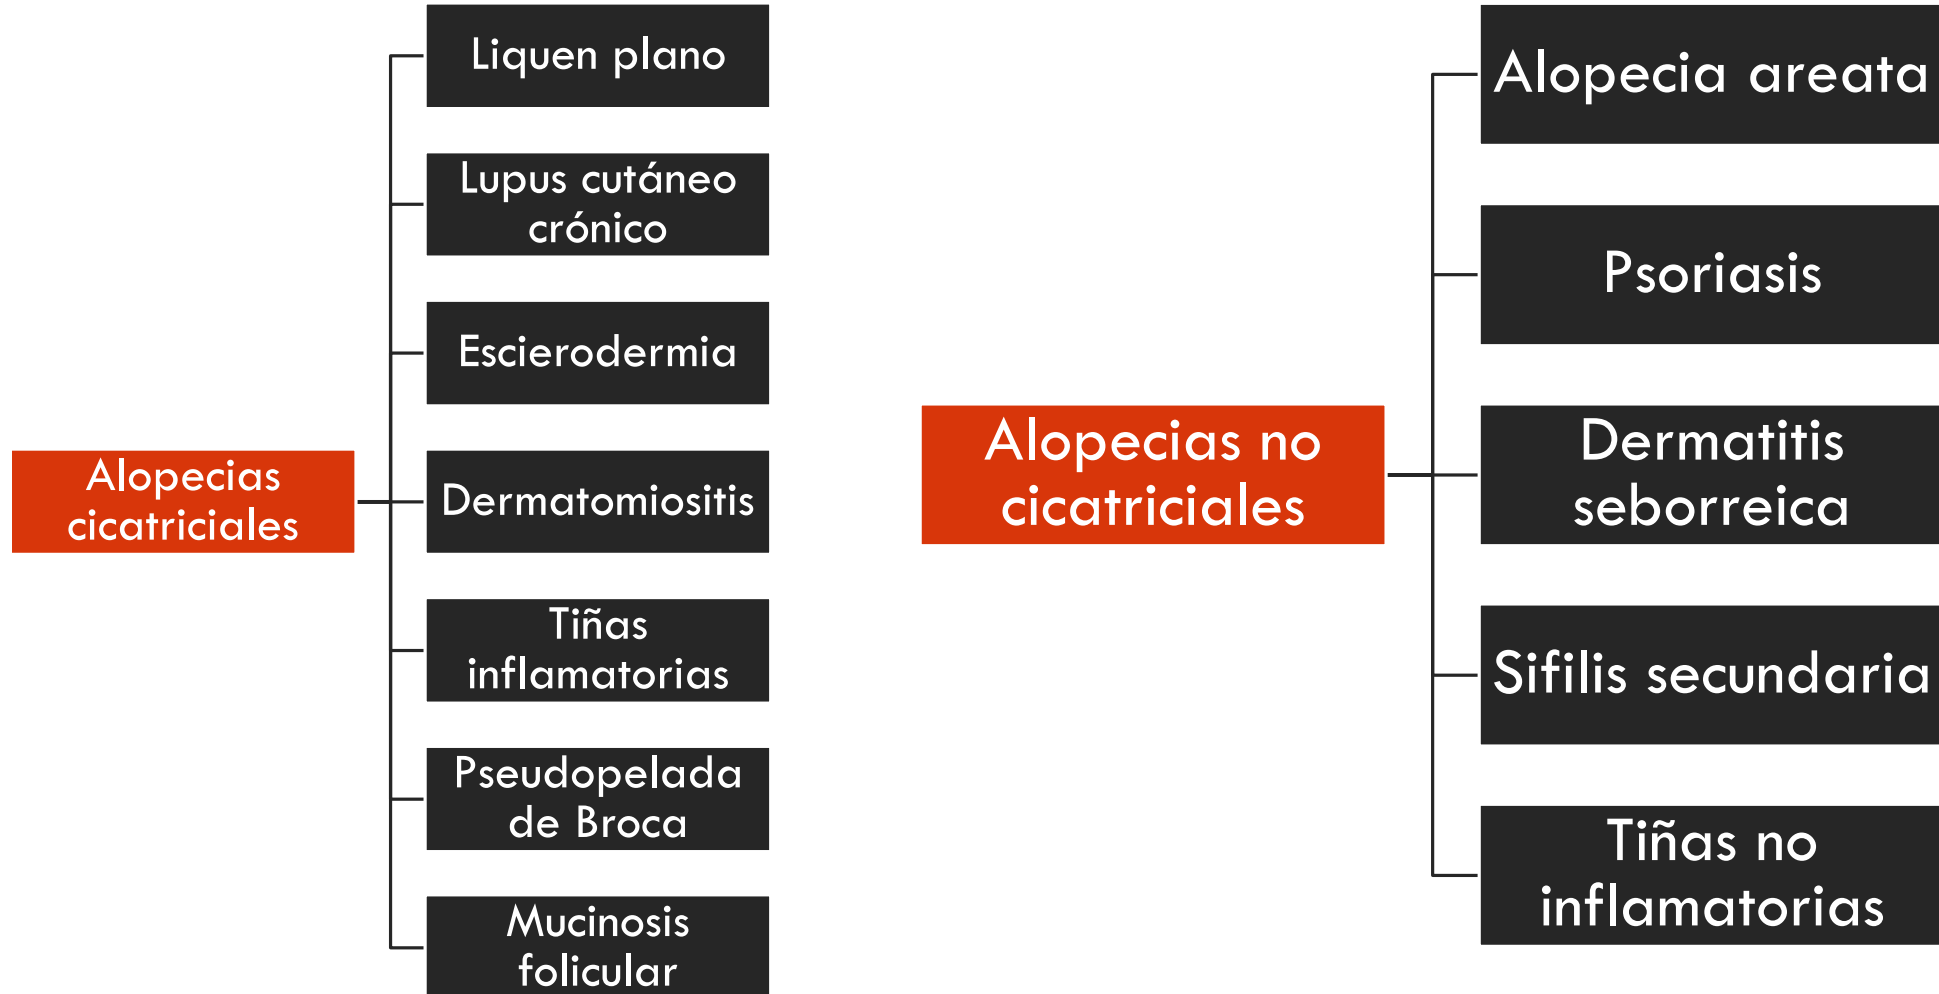 Alopecias
cicatriciales
Liquen plano
Lupus cutáneo
crónico
Escierodermia
Dermatomiositis
Tiñas
inflamatorias
Pseudopelada
de Broca
Mucinosis
folicular
Alopecias no
cicatriciales
Alopecia areata
Psoriasis
Dermatitis
seborreica
Sifilis secundaria
Tiñas no
inflamatorias